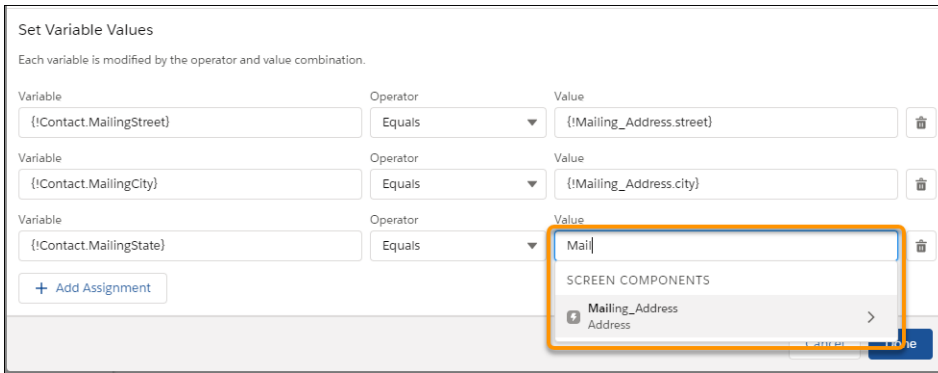 Set Variable Values
Each variable is modified by the operator and value combination.
Variable Operator Value
{!Contact.MailingStreet} Equals {!Mailing_Address.street}
Variable Operator Value
{!Contact.MailingCity} Equals {!Mailing_Address.city}
Variable Operator Value
{!Contact.MailingState} Equals Mail
+ Add Assignment
SCREEN COMPONENTS
Mailing_Address
Address